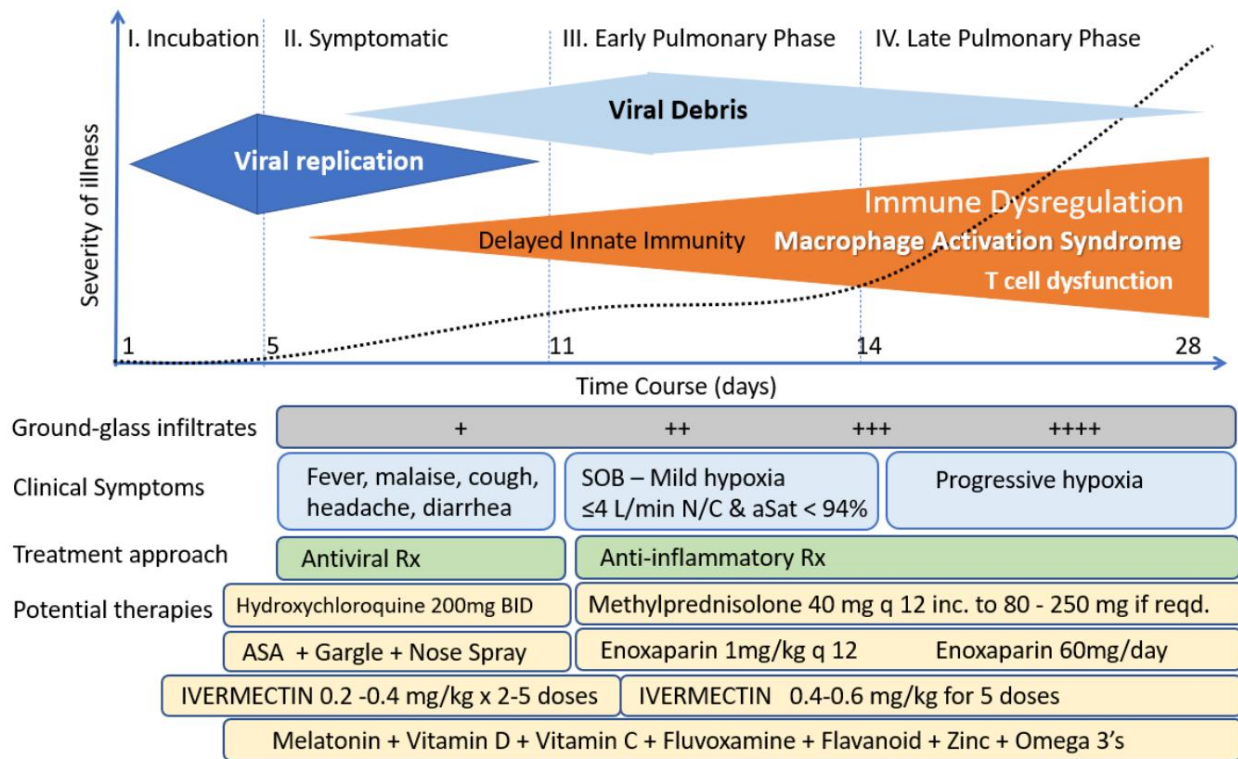 I. Incubation
II. Symptomatic
III. Early Pulmonary Phase
IV. Late Pulmonary Phase
Severity of illness
Viral Debris
Viral replication
Immune Dysregulation
Delayed Innate Immunity
Macrophage Activation Syndrome
T cell dysfunction
1
5
11
14
28
Time Course (days)
Ground-glass infiltrates
+
++
+++
++++
Clinical Symptoms
Fever, malaise, cough,
headache, diarrhea
SOB – Mild hypoxia
≤4 L/min N/C & aSat < 94%
Progressive hypoxia
Treatment approach
Antiviral Rx
Anti-inflammatory Rx
Potential therapies
Hydroxychloroquine 200mg BID
Methylprednisolone 40 mg q 12 inc. to 80 - 250 mg if reqd.
ASA + Gargle + Nose Spray
Enoxaparin 1mg/kg q 12
Enoxaparin 60mg/day
IVERMECTIN 0.2 -0.4 mg/kg x 2-5 doses
IVERMECTIN 0.4-0.6 mg/kg for 5 doses
Melatonin + Vitamin D + Vitamin C + Fluvoxamine + Flavanoid + Zinc + Omega 3's